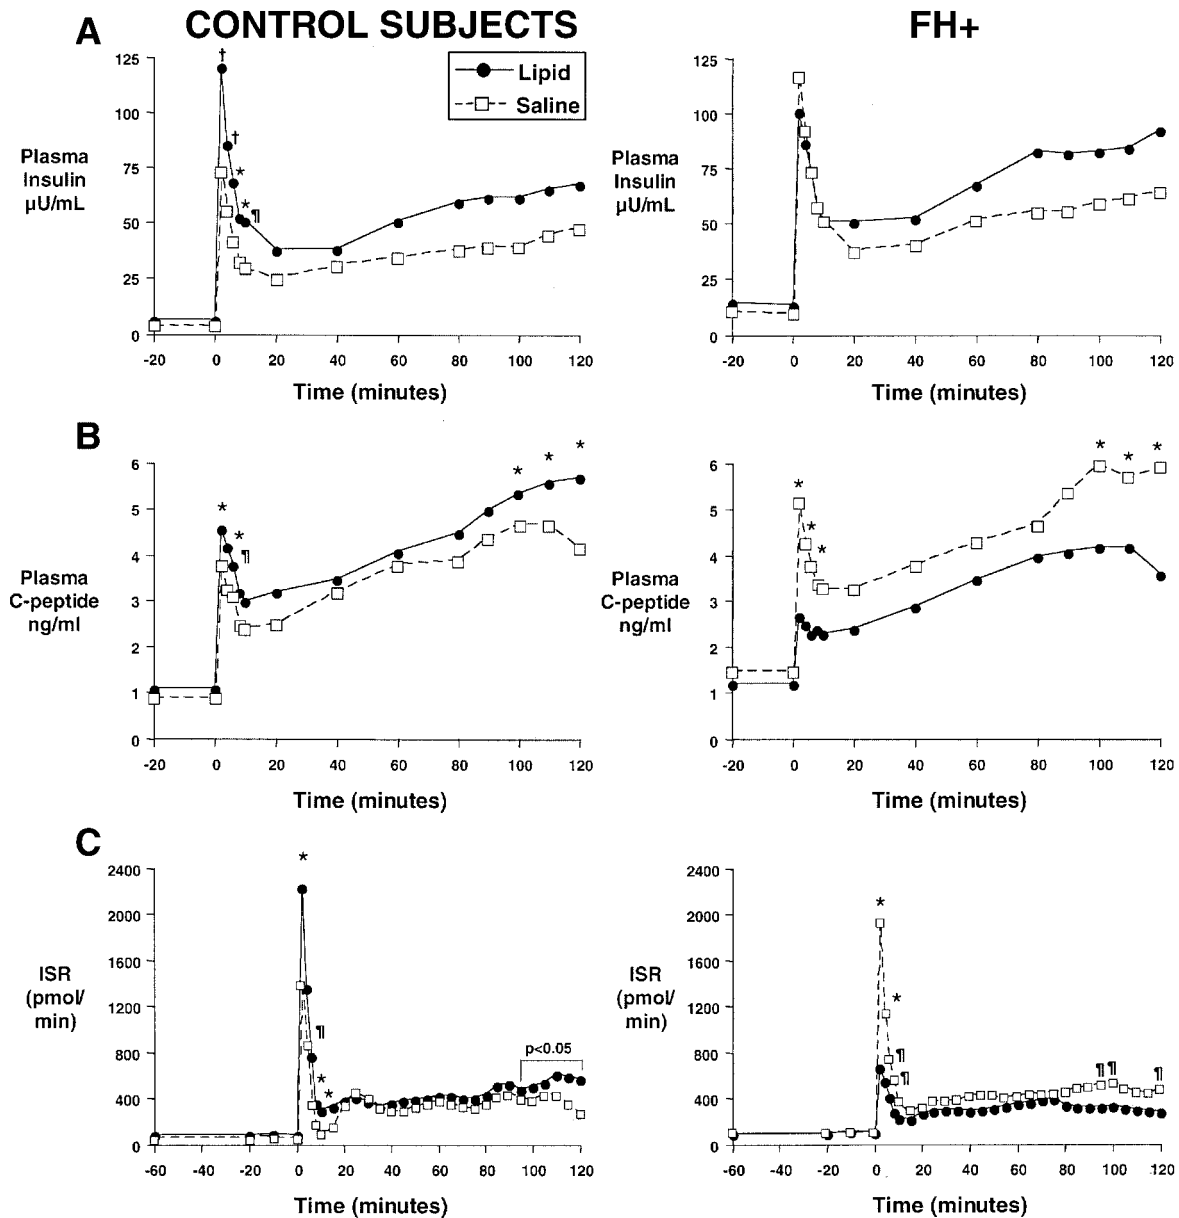 A
CONTROL SUBJECTS
FH+
Lipid
Saline
125
100
75
50
25
0
Plasma
Insulin
µU/mL
† † * * ¶
-20 0 20 40 60 80 100 120
Time (minutes)
125
100
75
50
25
0
Plasma
Insulin
µU/mL
-20 0 20 40 60 80 100 120
Time (minutes)
B
6
5
4
3
2
1
0
Plasma
C-peptide
ng/ml
* * ¶ * * *
-20 0 20 40 60 80 100 120
Time (minutes)
6
5
4
3
2
1
0
Plasma
C-peptide
ng/ml
* * * * * *
-20 0 20 40 60 80 100 120
Time (minutes)
C
2400
2000
1600
1200
800
400
0
ISR
(pmol/
min)
* ¶ * *
p<0.05
-60 -40 -20 0 20 40 60 80 100 120
Time (minutes)
2400
2000
1600
1200
800
400
0
ISR
(pmol/
min)
* * ¶ ¶ ¶ ¶ ¶
-60 -40 -20 0 20 40 60 80 100 120
Time (minutes)